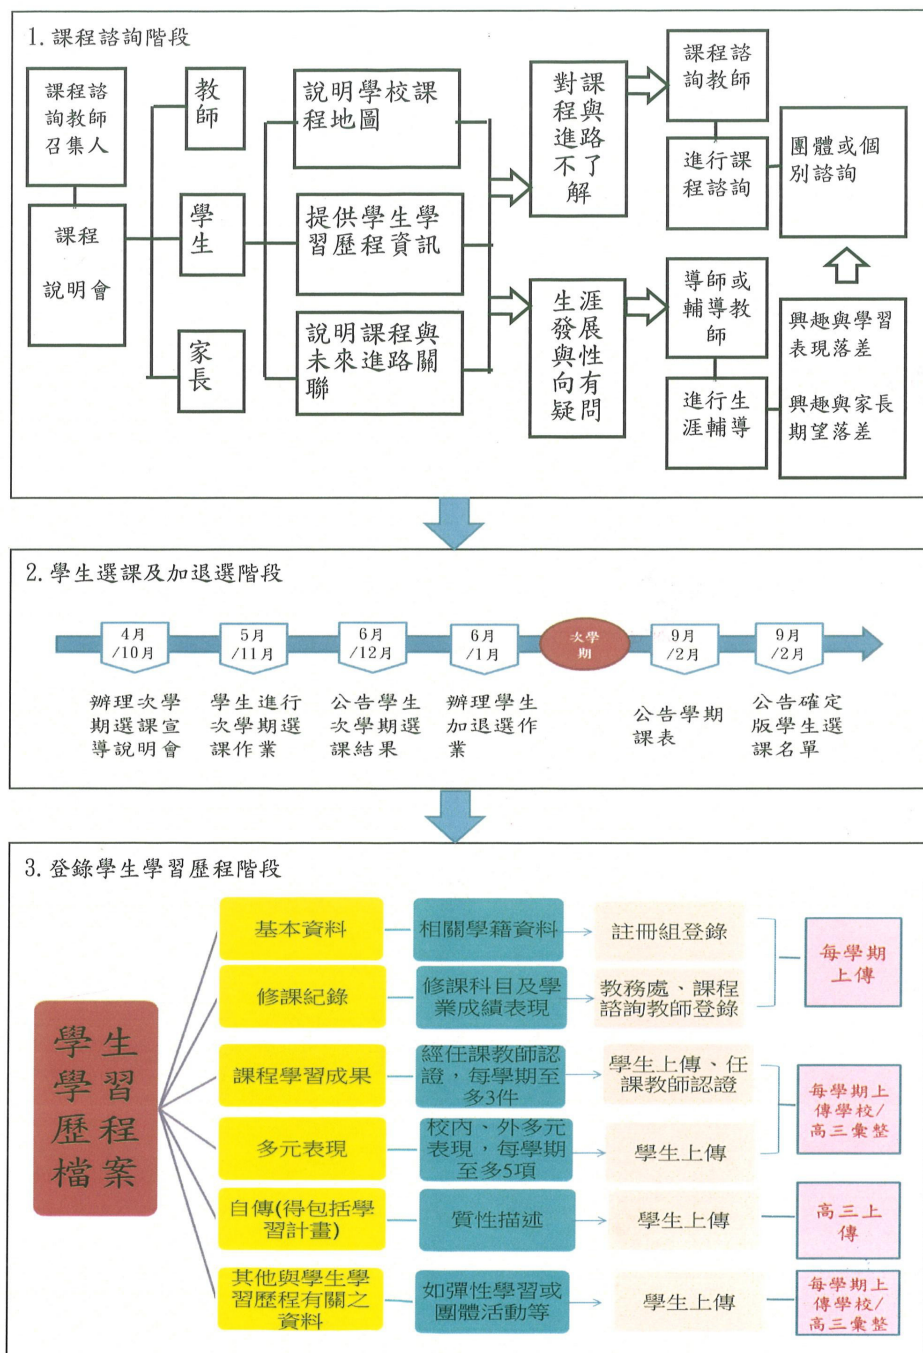 1.課程諮詢階段
課程諮
詢教師
召集人
課程
說明會
教
師
學
生
家
長
說明學校課
程地圖
提供學生學
習歷程資訊
說明課程與
未來進路關
聯
對課
程與
進路
不了
解
生涯
發展
與性
向有
疑問
課程諮
詢教師
進行課
程諮詢
團體或個
別諮詢
導師或
輔導教
師
進行生
涯輔導
興趣與學習
表現落差
興趣與家長
期望落差
2.學生選課及加退選階段
4月
/10月
5月
/11月
6月
/12月
6月
/1月
次學
期
9月
/2月
9月
/2月
辦理次學
期選課宣
導說明會
學生進行
次學期選
課作業
公告學生
次學期選
課結果
辦理學生
加退選作
業
公告學期
課表
公告確定
版學生選
課名單
3.登錄學生學習歷程階段
學生
學習
歷程
檔案
基本資料
相關學籍資料
註冊組登錄
修課紀錄
修課科目及學
業成績表現
教務處、課程
諮詢教師登錄
每學期
上傳
課程學習成果
經任課教師認
證，每學期至
多3件
學生上傳、任
課教師認證
多元表現
校內、外多元
表現，每學期
至多5項
學生上傳
每學期上
傳學校/
高三彙整
自傳(得包括學
習計畫)
質性描述
學生上傳
高三上
傳
其他與學生學
習歷程有關之
資料
如彈性學習或
團體活動等
學生上傳
每學期上
傳學校/
高三彙整